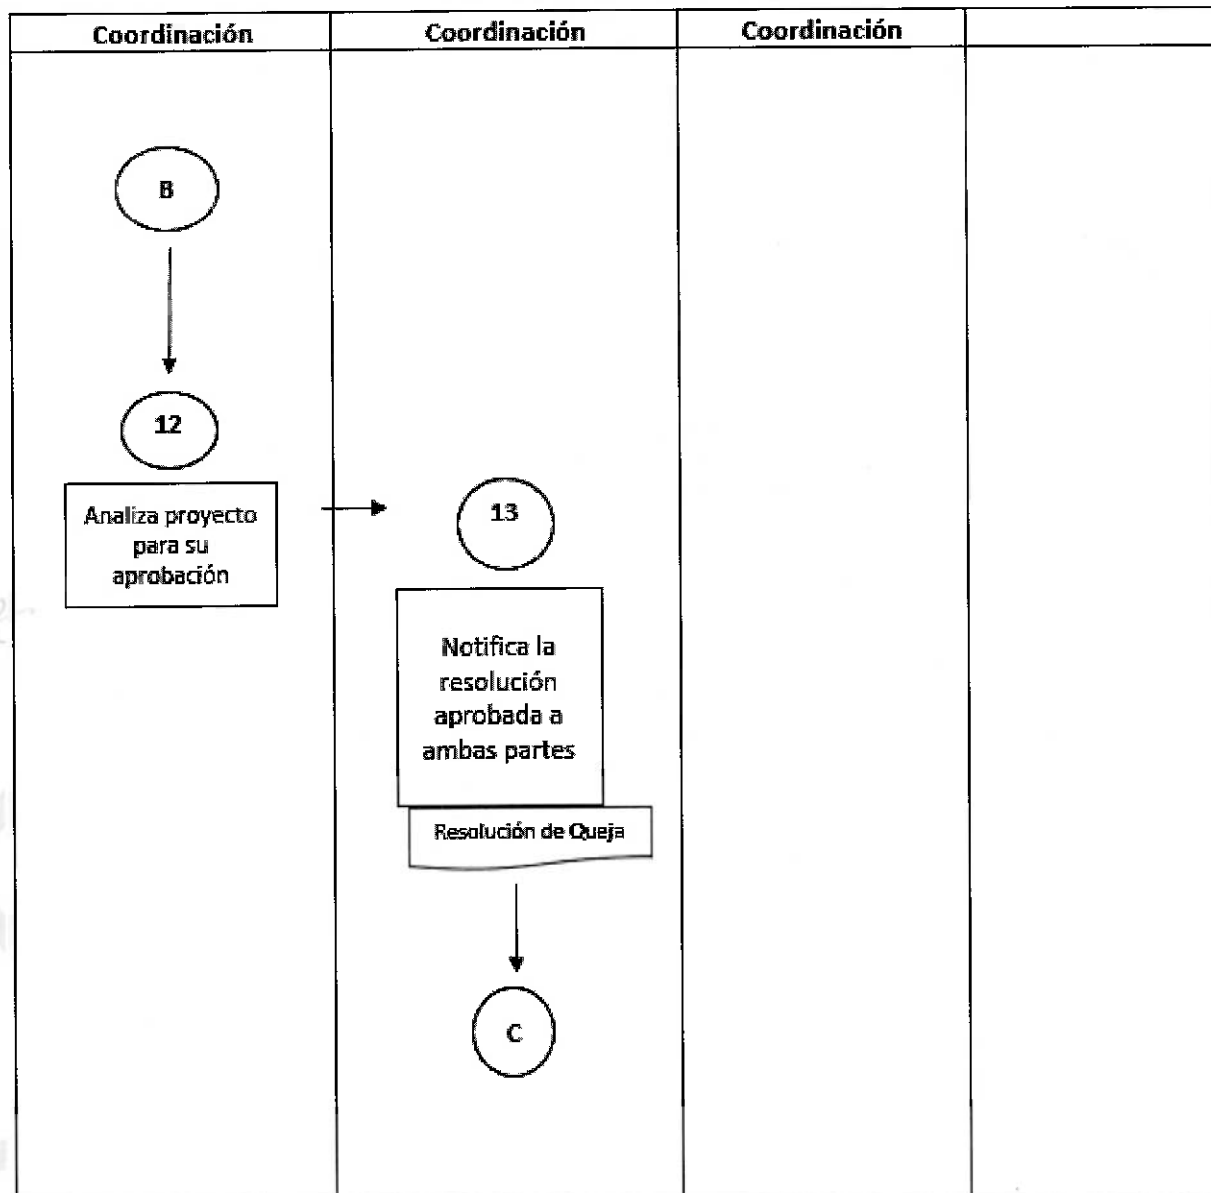 Coordinación
Coordinación
Coordinación
B
12
Analiza proyecto
para su
aprobación
13
Notifica la
resolución
aprobada a
ambas partes
Resolución de Queja
C